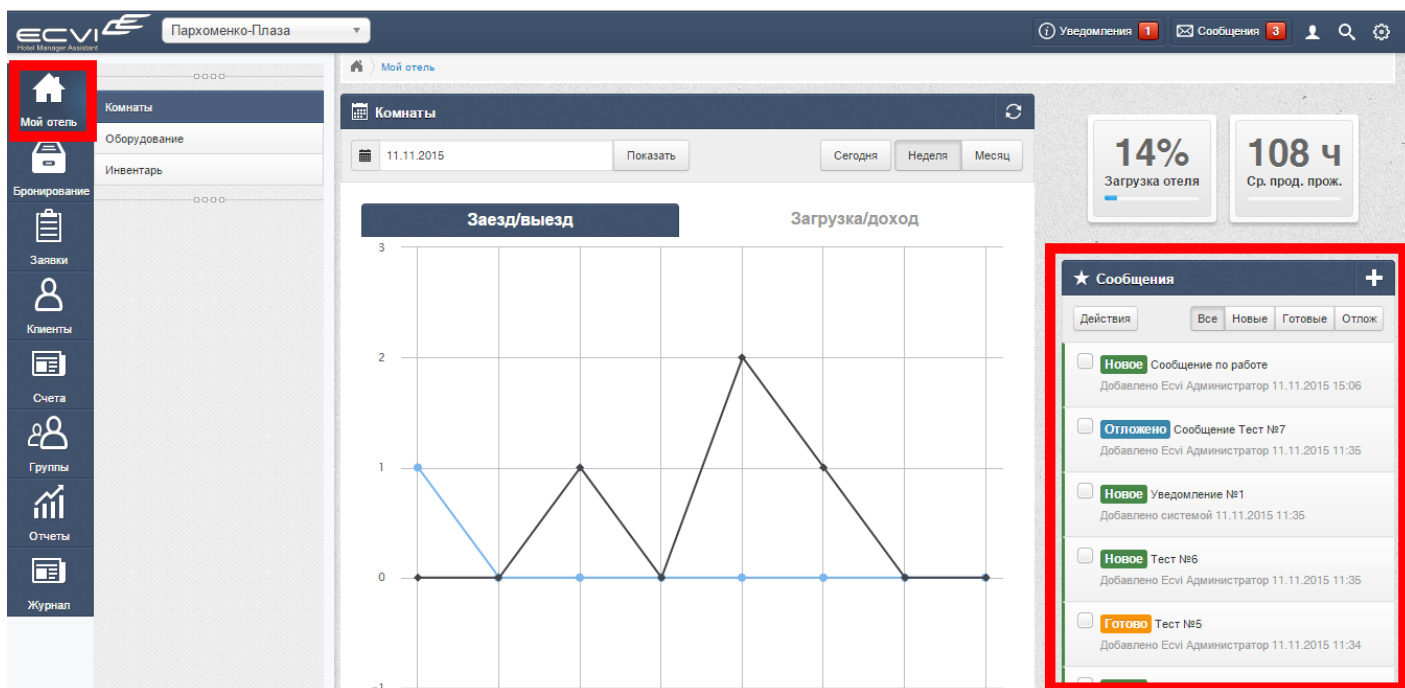 ECVI
Hotel Manager Assistant
Пархоменко-Плаза
Уведомления 1
Сообщения 3
Мой отель
Бронирование
Заявки
Клиенты
Счета
Группы
Отчеты
Журнал
Комнаты
Оборудование
Инвентарь
Мой отель
Комнаты
11.11.2015
Показать
Сегодня Неделя Месяц
Заезд/выезд
Загрузка/доход
3
2
1
0
-1
14%
Загрузка отеля
108 ч
Ср. прод. прож.
Сообщения
Действия
Все Новые Готовые Отлож
Новое Сообщение по работе
Добавлено Ecvi Администратор 11.11.2015 15:06
Отложено Сообщение Тест №7
Добавлено Ecvi Администратор 11.11.2015 11:35
Новое Уведомление №1
Добавлено системой 11.11.2015 11:35
Новое Тест №6
Добавлено Ecvi Администратор 11.11.2015 11:35
Готово Тест №5
Добавлено Ecvi Администратор 11.11.2015 11:34